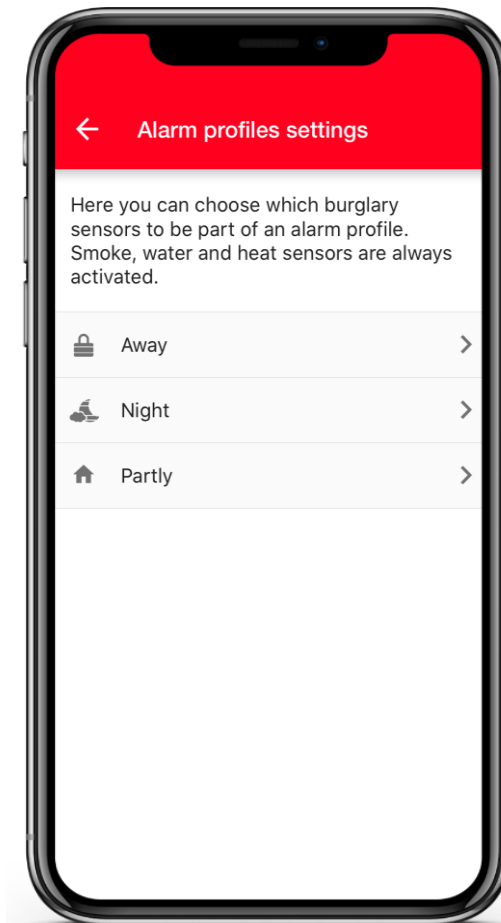 Alarm profiles settings
Here you can choose which burglary
sensors to be part of an alarm profile.
Smoke, water and heat sensors are always
activated.
Away
Night
Partly